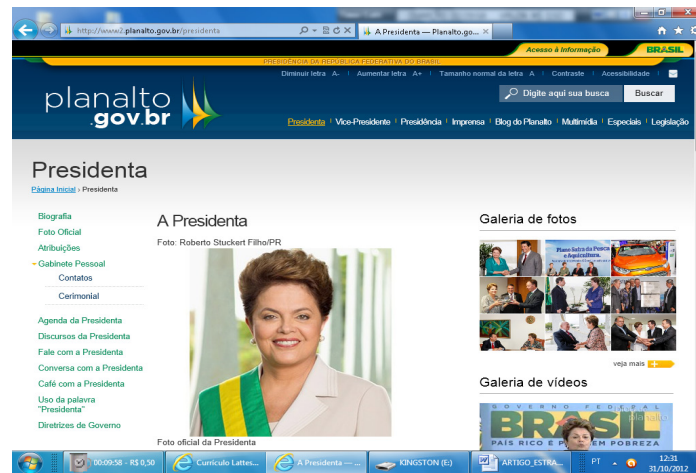 http://www2.planalto.gov.br/presidenta
A Presidenta — Planalto.go...
Acesso à Informação
BRASIL
PRESIDÊNCIA DA REPÚBLICA FEDERATIVA DO BRASIL
Diminuir letra A- | Aumentar letra A+ | Tamanho normal da letra A | Contraste | Acessibilidade
Digite aqui sua busca
Buscar
planalto
.gov.br
Presidenta | Vice-Presidente | Presidência | Imprensa | Blog do Planalto | Multimídia | Especiais | Legislação
Presidenta
Página Inicial › Presidenta
Biografia
Foto Oficial
Atribuições
Gabinete Pessoal
Contatos
Cerimonial
Agenda da Presidenta
Discursos da Presidenta
Fale com a Presidenta
Conversa com a Presidenta
Café com a Presidenta
Uso da palavra
"Presidenta"
Diretrizes de Governo
A Presidenta
Foto: Roberto Stuckert Filho/PR
Foto oficial da Presidenta
Galeria de fotos
Plano Safra da Pesca
e Aquicultura.
veja mais
Galeria de vídeos
GOVERNO FEDERAL
planalto
BRASIL
PAÍS RICO É PAÍS SEM POBREZA
00:09:58 - R$ 0,50
Currículo Lattes...
A Presidenta — ...
KINGSTON (E:)
ARTIGO_ESTRA...
PT
12:31
31/10/2012